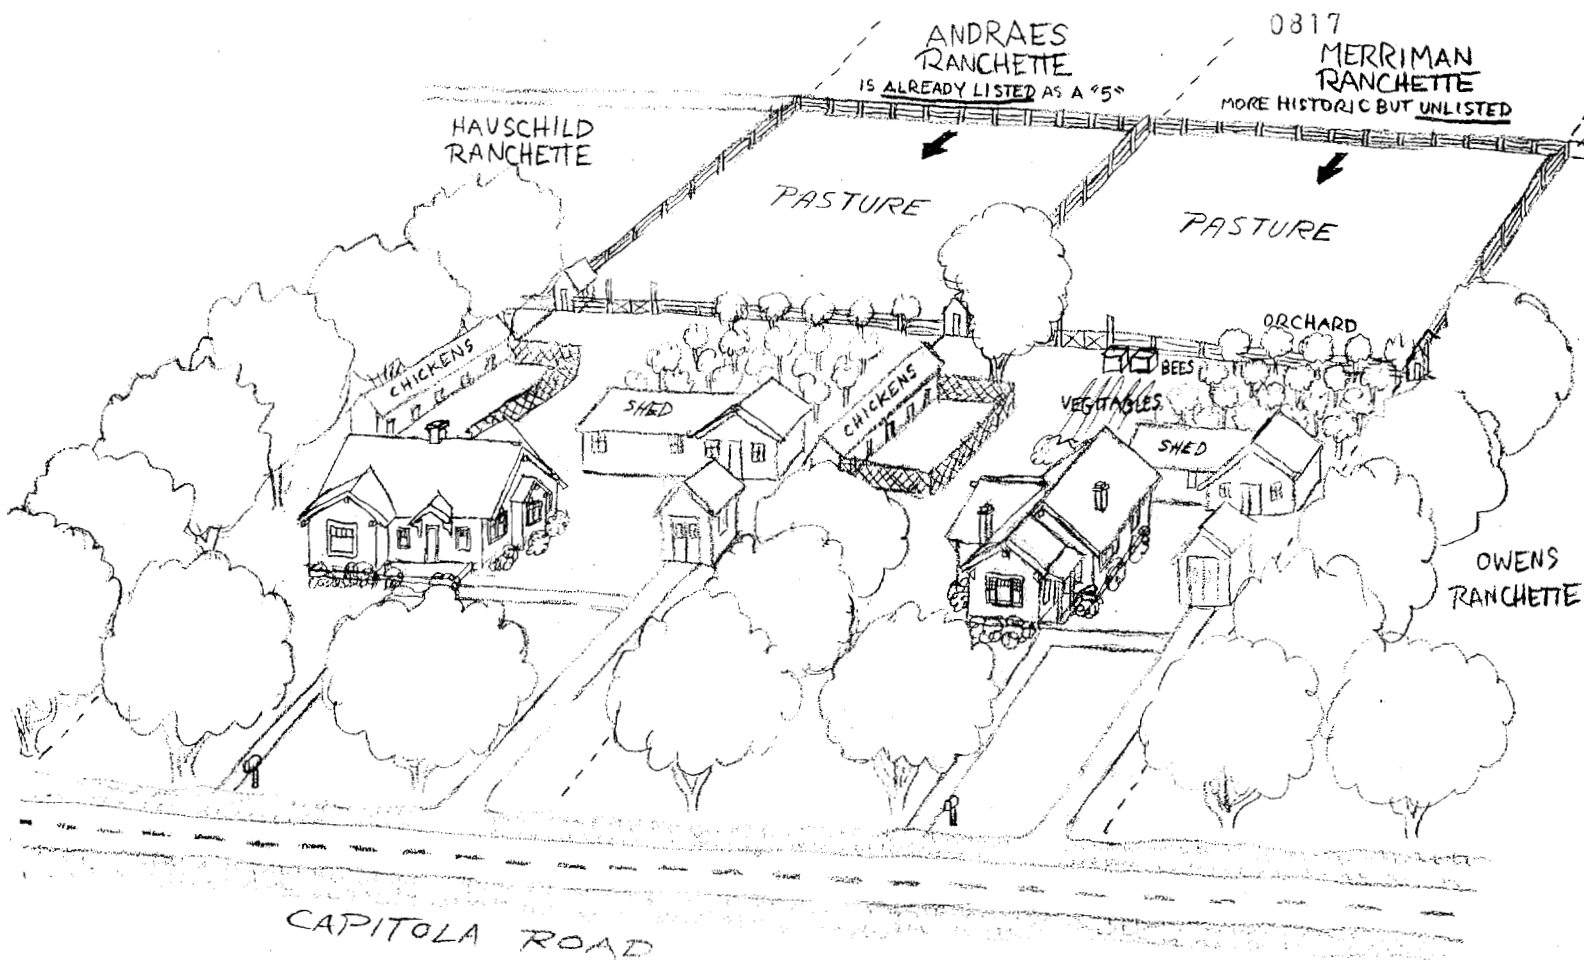 0817
ANDRAES
RANCHETTE
IS ALREADY LISTED AS A "5"
MERRIMAN
RANCHETTE
MORE HISTORIC BUT UNLISTED
HAUSCHILD
RANCHETTE
PASTURE
PASTURE
ORCHARD
CHICKENS
BEES
SHED
CHICKENS
VEGITABLES
SHED
OWENS
RANCHETTE
CAPITOLA ROAD